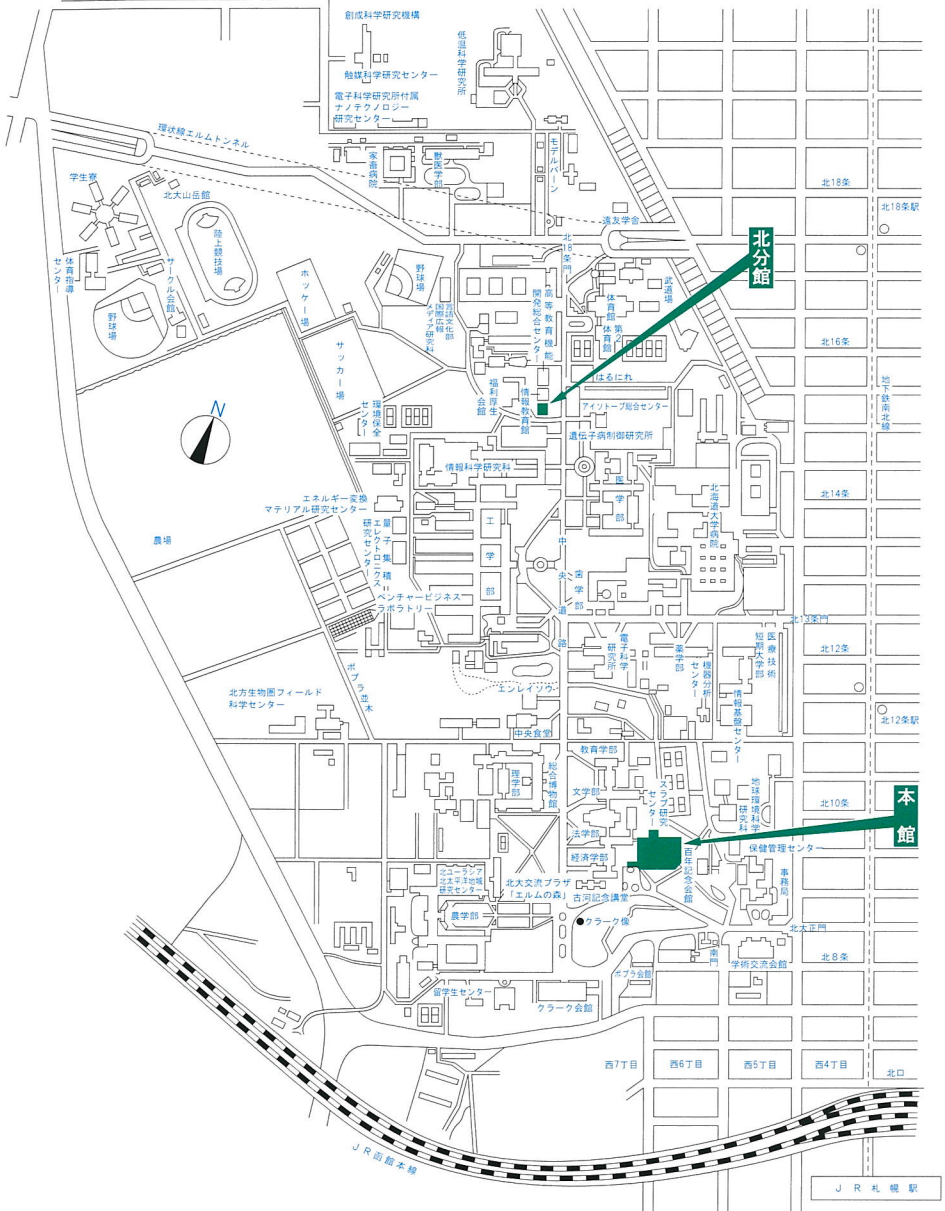 創成科学研究機構
低温科学研究所
触媒科学研究センター
電子科学研究所付属
ナノテクノロジー
研究センター
環状線エルムトンネル
家畜病院
獣医学部
モデルバーン
学生寮
北大山岳館
北18条
北18条駅
遠友学舎
北18条門
陸上競技場
体育指導
センター
サークル会館
野球場
ホッケー場
野球場
言語文化部
国際広報
メディア研究科
高等教育機能
開発総合センター
体育館
武道場
北分館
第2
体育館
北16条
サッカー場
はるにれ
地下鉄南北線
福利厚生
会館
情報教育館
アイソトープ総合センター
環境保全
センター
遺伝子病制御研究所
N
情報科学研究科
医学部
北海道大学病院
北14条
エネルギー変換
マテリアル研究センター
工学部
農場
量子集積
エレクトロニクス
研究センター
中央道路
歯学部
ベンチャービジネス
ラボラトリー
北13条門
電子科学
研究所
薬学部
機器分析
センター
医療技術
短期大学部
北12条
ポプラ並木
北方生物圏フィールド
科学センター
エンレイソウ
情報基盤センター
北12条駅
中央食堂
教育学部
理学部
総合博物館
文学部
スラブ研究
センター
地球環境科学
研究科
北10条
本館
法学部
経済学部
百年記念会館
保健管理センター
北ユーラシア
北太平洋地域
研究センター
北大交流プラザ
「エルムの森」
古河記念講堂
事務局
農学部
クラーク像
北大正門
南門
学術交流会館
北8条
ポプラ会館
留学生センター
クラーク会館
西7丁目
西6丁目
西5丁目
西4丁目
北口
JR函館本線
JR札幌駅